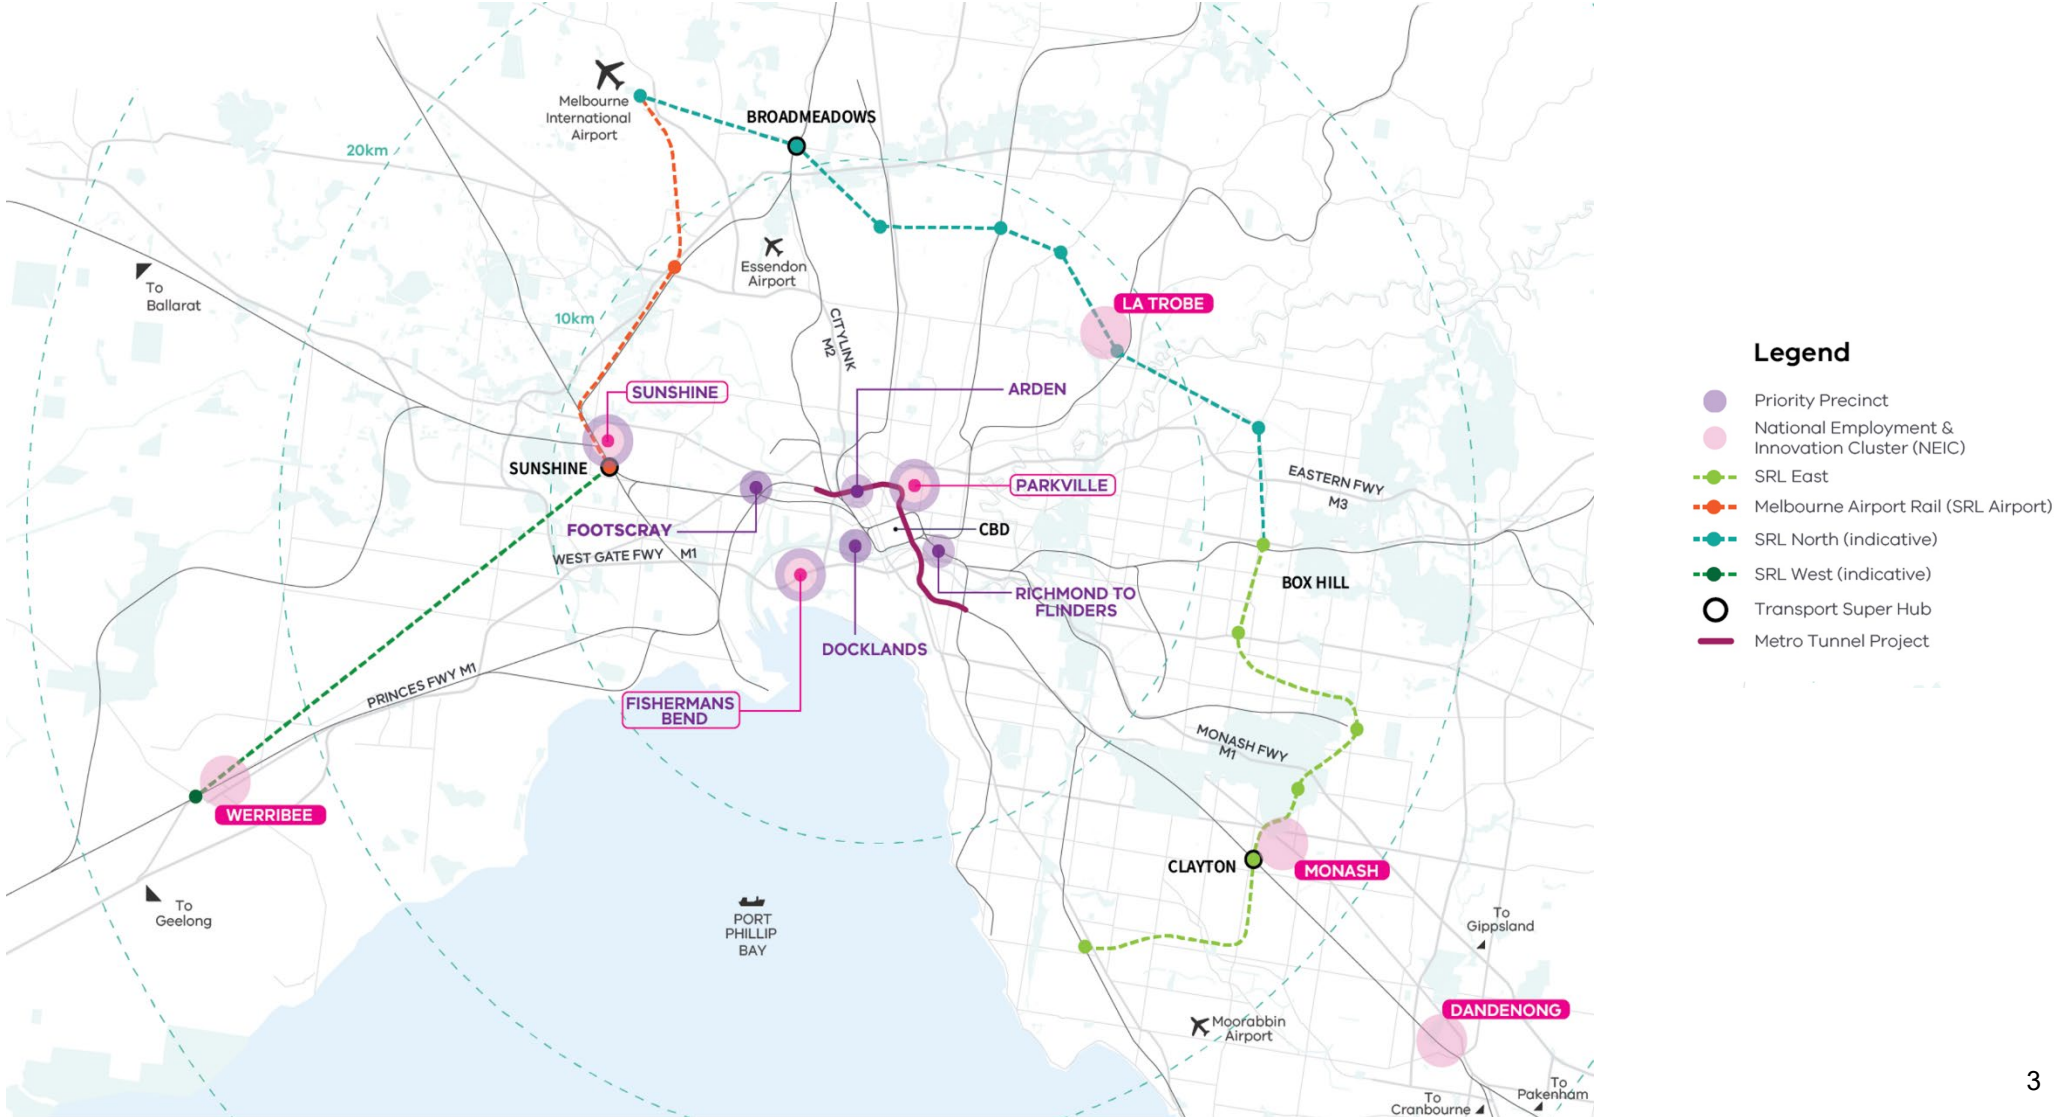 Melbourne
International
Airport
BROADMEADOWS
20km
To
Ballarat
Essendon
Airport
10km
CITYLINK
M2
LA TROBE
SUNSHINE
ARDEN
SUNSHINE
PARKVILLE
EASTERN FWY
M3
FOOTSCRAY
CBD
WEST GATE FWY M1
BOX HILL
RICHMOND TO
FLINDERS
DOCKLANDS
PRINCES FWY M1
FISHERMANS
BEND
MONASH FWY
M1
WERRIBEE
CLAYTON
MONASH
To
Geelong
PORT
PHILLIP
BAY
To
Gippsland
DANDENONG
Moorabbin
Airport
To
Pakenham
To
Cranbourne
Legend
Priority Precinct
National Employment &
Innovation Cluster (NEIC)
SRL East
Melbourne Airport Rail (SRL Airport)
SRL North (indicative)
SRL West (indicative)
Transport Super Hub
Metro Tunnel Project
3